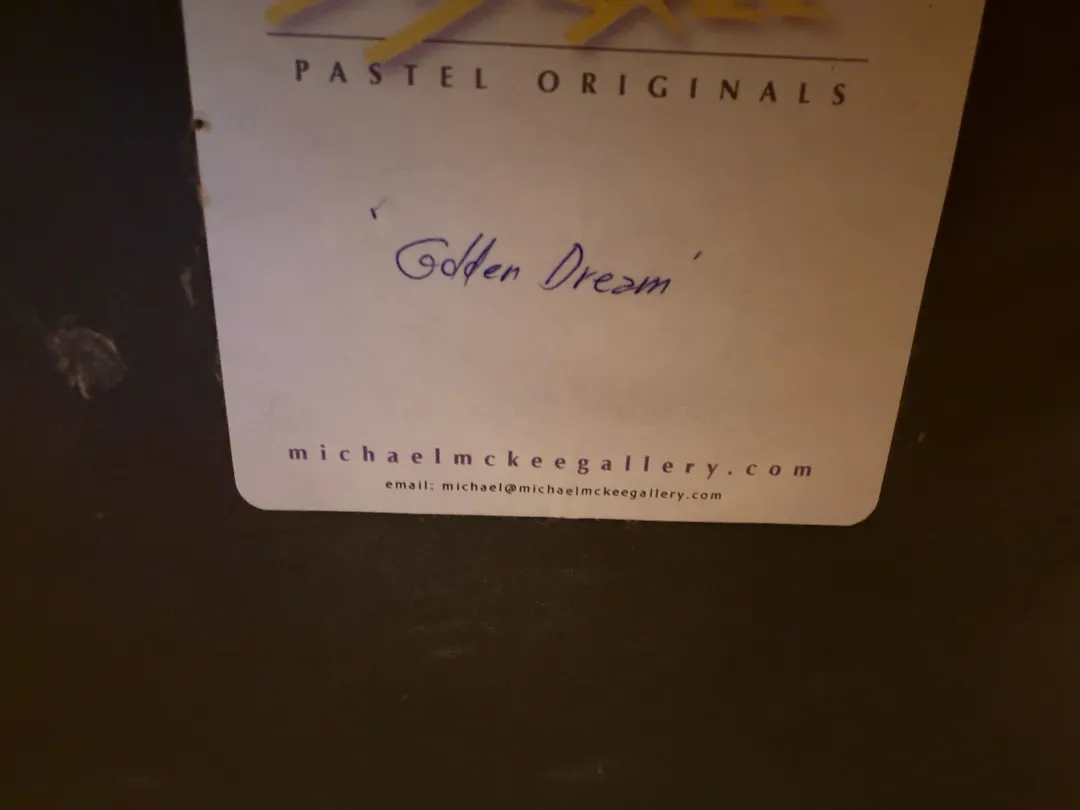 PASTEL ORIGINALS
'Golden Dream'
michaelmckeegallery.com
email: michael@michaelmckeegallery.com